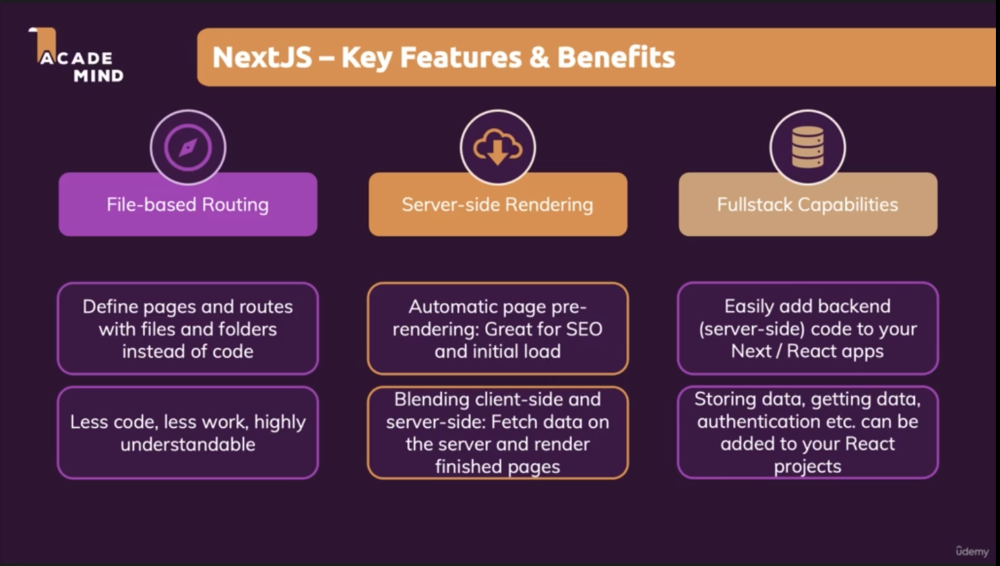 ACADE
MIND
NextJS – Key Features & Benefits
File-based Routing
Server-side Rendering
Fullstack Capabilities
Define pages and routes
with files and folders
instead of code
Automatic page pre-
rendering: Great for SEO
and initial load
Easily add backend
(server-side) code to your
Next / React apps
Less code, less work, highly
understandable
Blending client-side and
server-side: Fetch data on
the server and render
finished pages
Storing data, getting data,
authentication etc. can be
added to your React
projects
ûdemy